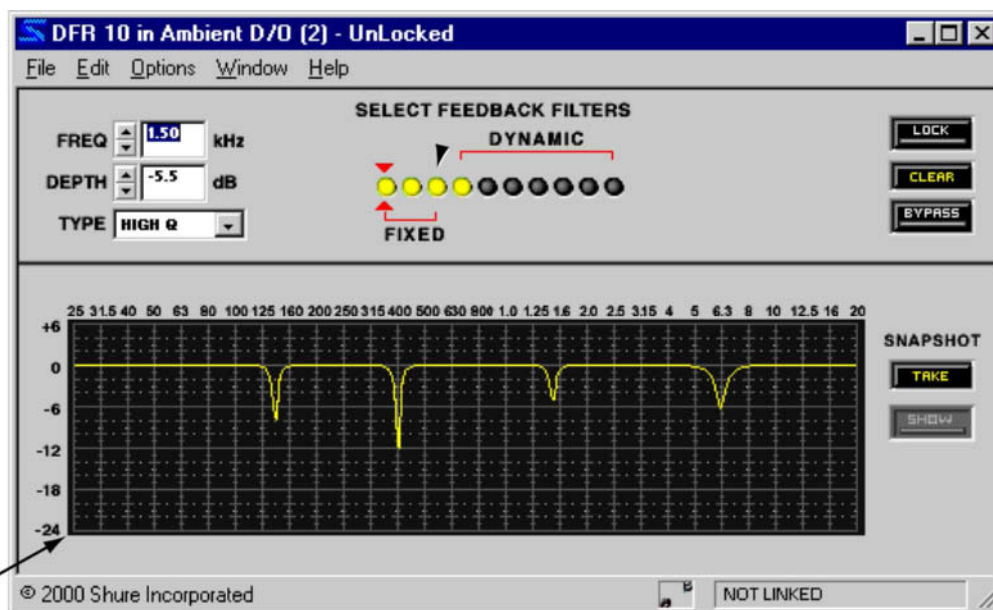 DFR 10 in Ambient D/O (2) - UnLocked
File Edit Options Window Help
SELECT FEEDBACK FILTERS
DYNAMIC
FIXED
FREQ 1.50 kHz
DEPTH -5.5 dB
TYPE HIGH Q
LOCK
CLEAR
BYPASS
25 31.5 40 50 63 80 100 125 160 200 250 315 400 500 630 800 1.0 1.25 1.6 2.0 2.5 3.15 4 5 6.3 8 10 12.5 16 20
+6
0
-6
-12
-18
-24
SNAPSHOT
TAKE
SHOW
© 2000 Shure Incorporated
B
NOT LINKED